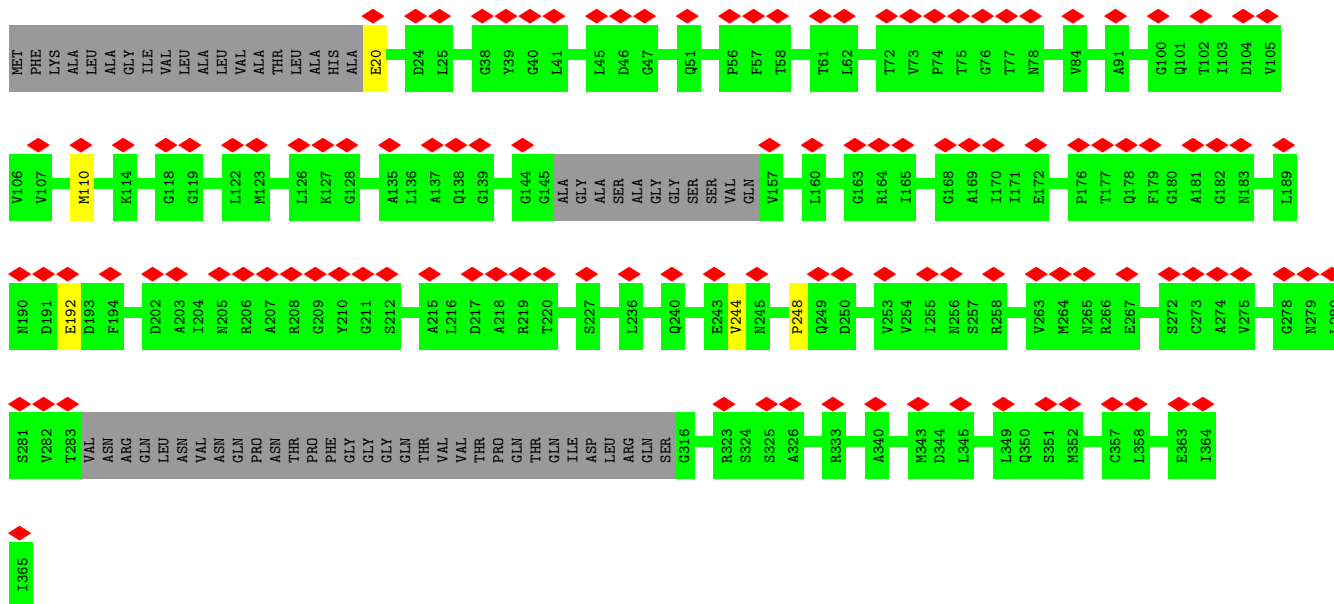 MET PHE LYS ALA LEU ALA GLY ILE VAL LEU ALA LEU VAL ALA THR LEU ALA HIS ALA E20 D24 L25 G38 Y39 G40 L41 L45 D46 G47 Q51 P56 F57 T58 T61 L62 T72 V73 P74 T75 G76 T77 N78 V84 A91 G100 Q101 T102 I103 D104 V105
V106 V107 M110 K114 G118 G119 L122 M123 L126 K127 G128 A135 L136 A137 Q138 G139 G144 G145 ALA GLY ALA SER ALA GLY GLY SER SER VAL GLN V157 L160 G163 R164 I165 G168 A169 I170 I171 E172 P176 T177 Q178 F179 G180 A181 G182 N183 L189
N190 D191 E192 D193 F194 D202 A203 I204 N205 R206 A207 R208 G209 Y210 G211 S212 A215 L216 D217 A218 R219 T220 S227 L236 Q240 E243 V244 N245 P248 Q249 D250 V253 V254 I255 N256 S257 R258 V263 M264 N265 R266 E267 S272 C273 A274 V275 G278 N279
S281 V282 T283 VAL ASN ARG GLN LEU ASN VAL ASN GLN PRO ASN THR PRO PHE GLY GLY GLY GLN THR VAL VAL THR PRO GLN THR GLN ILE ASP LEU ARG GLN SER G316 R323 S324 S325 A326 R333 A340 M343 D344 L345 L349 Q350 S351 M352 C357 L358 E363 I364
I365